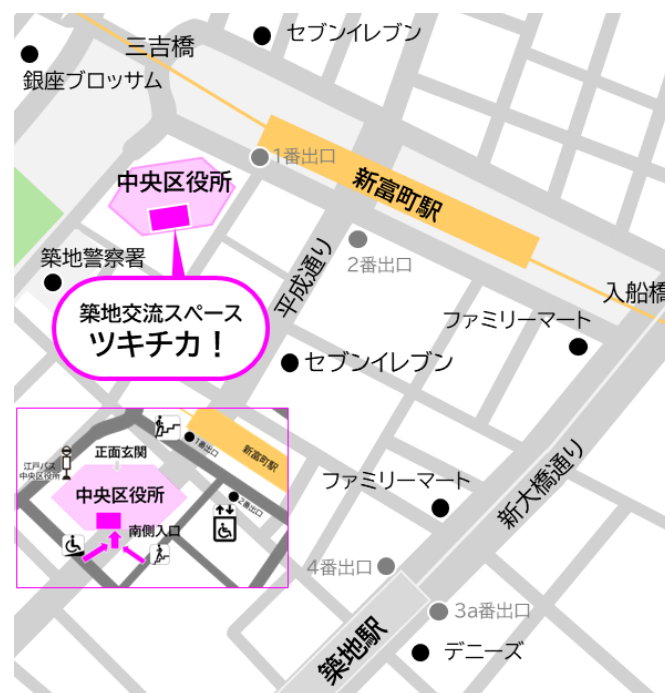 セブンイレブン
三吉橋
銀座ブロッサム
1番出口
中央区役所
新富町駅
2番出口
築地警察署
平成通り
入船橋
築地交流スペース
ツキチカ！
ファミリーマート
セブンイレブン
正面玄関
1番出口
新富町駅
江戸バス
中央区役所
中央区役所
2番出口
南側入口
ファミリーマート
新大橋通り
4番出口
3a番出口
築地駅
デニーズ